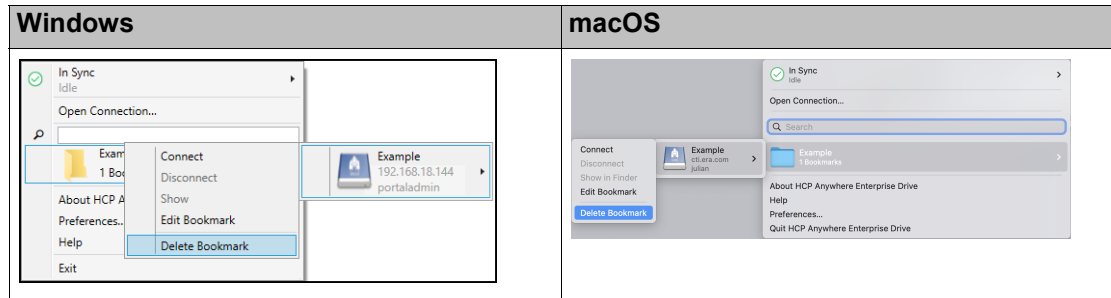 Windows
macOS
In Sync
Idle
Open Connection...
Exam
1 Boo
Connect
Disconnect
Show
Edit Bookmark
Delete Bookmark
Example
192.168.18.144
portaladmin
About HCP A
Preferences..
Help
Exit
In Sync
Idle
Open Connection...
Search
Example
1 Bookmarks
Example
cti.era.com
julian
Connect
Disconnect
Show in Finder
Edit Bookmark
Delete Bookmark
About HCP Anywhere Enterprise Drive
Help
Preferences...
Quit HCP Anywhere Enterprise Drive